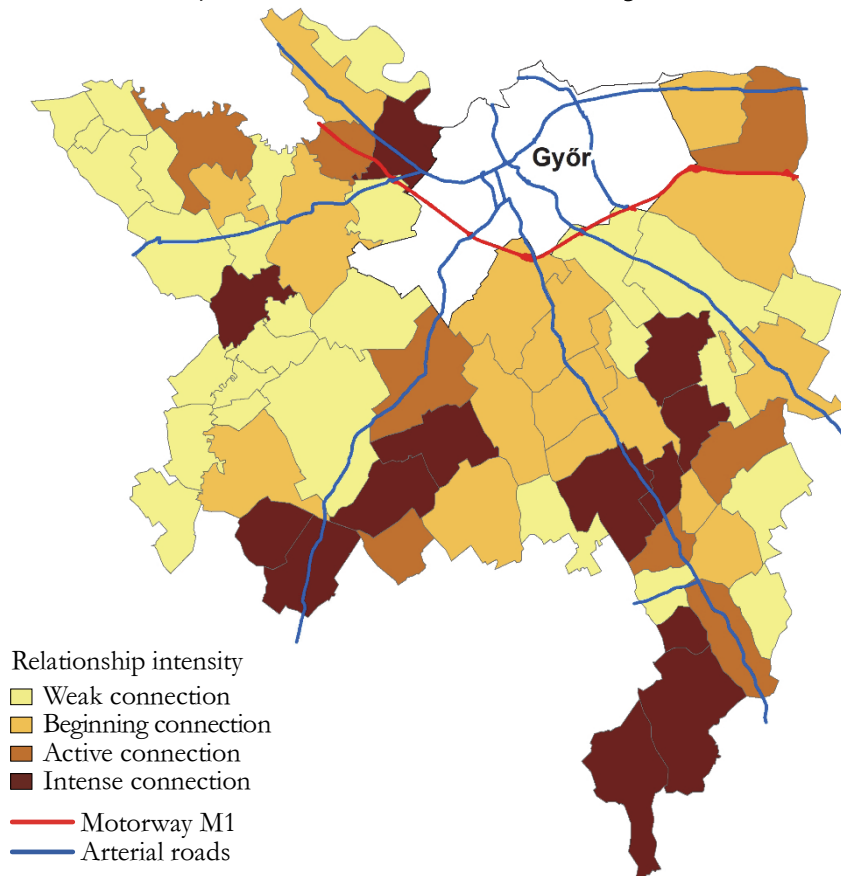 Győr
Relationship intensity
Weak connection
Beginning connection
Active connection
Intense connection
Motorway M1
Arterial roads